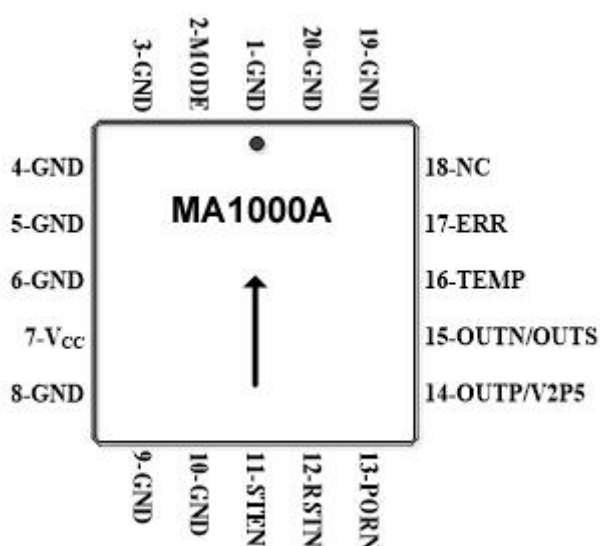 3-GND
2-MODE
1-GND
20-GND
19-GND
4-GND
5-GND
6-GND
7-VCC
8-GND
MA1000A
18-NC
17-ERR
16-TEMP
15-OUTN/OUTS
14-OUTP/V2P5
9-GND
10-GND
11-STEN
12-RSTN
13-PORN